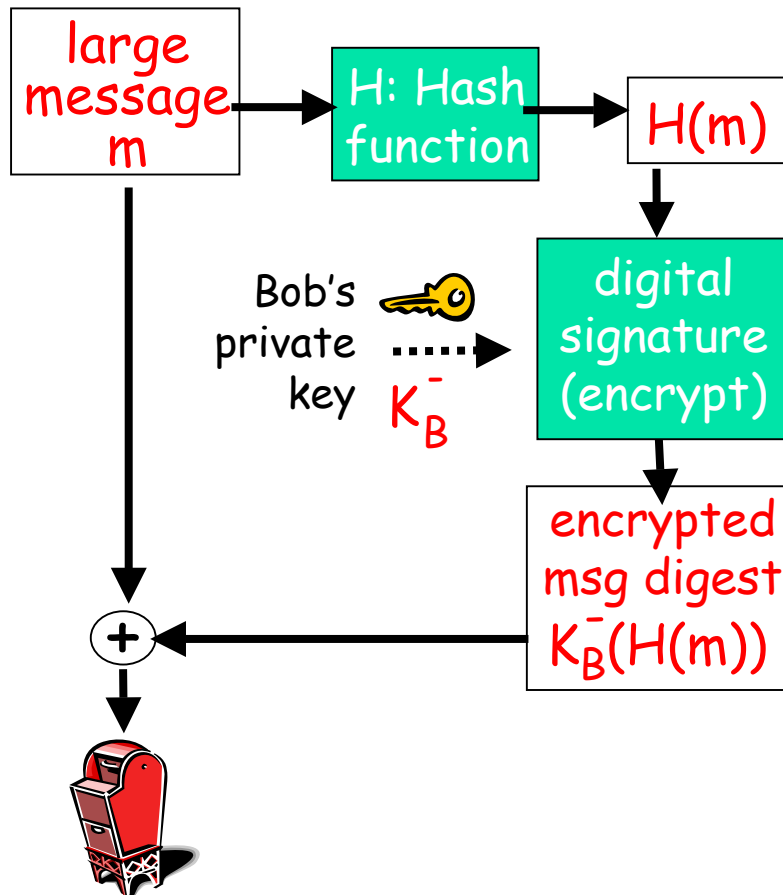 large
message
m
H: Hash
function
H(m)
Bob's
private
key
K_B^-
digital
signature
(encrypt)
encrypted
msg digest
K_B^-(H(m))
+